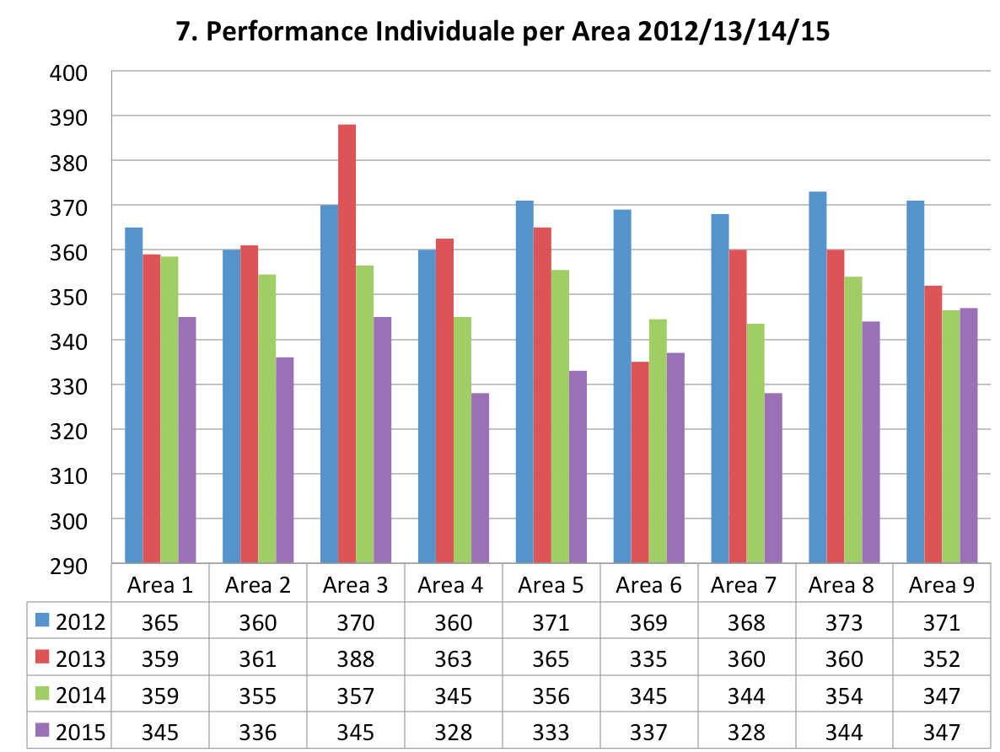 7. Performance Individuale per Area 2012/13/14/15
400
390
380
370
360
350
340
330
320
310
300
290
Area 1 Area 2 Area 3 Area 4 Area 5 Area 6 Area 7 Area 8 Area 9
2012 365 360 370 360 371 369 368 373 371
2013 359 361 388 363 365 335 360 360 352
2014 359 355 357 345 356 345 344 354 347
2015 345 336 345 328 333 337 328 344 347